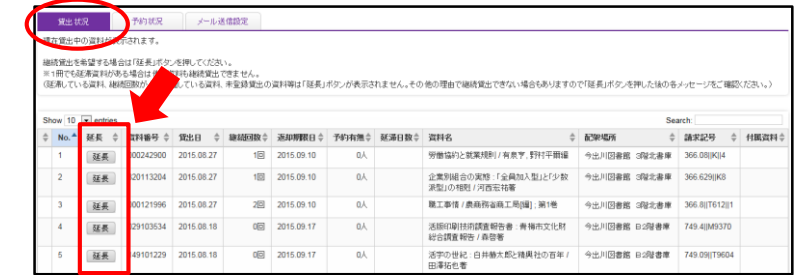 貸出状況 予約状況 メール送信設定
現在貸出中の資料が表示されます。
継続貸出を希望する場合は「延長」ボタンを押してください。
※1冊でも延滞資料がある場合は 資料も継続貸出できません。
(延滞している資料、継続回数が している資料、未登録貸出の資料等は「延長」ボタンが表示されません。その他の理由で継続貸出できない場合もありますので「延長」ボタンを押した後の各メッセージをご確認ください。)
Show 10 entries Search:
No. 延長 資料番号 貸出日 継続回数 返却期限日 予約有無 延滞日数 資料名 配架場所 請求記号 付属資料
1 延長 000242900 2015.08.27 1回 2015.09.10 0人 労働協約と就業規則 / 有泉亨, 野村平爾編 今出川図書館 3階北書庫 366.08||K||4
2 延長 020113204 2015.08.27 1回 2015.09.10 0人 企業別組合の実態 : 「全員加入型」と「少数
派型」の相剋 / 河西宏祐著 今出川図書館 3階北書庫 366.629||K8
3 延長 000121996 2015.08.27 2回 2015.09.10 0人 職工事情 / 農商務省商工局[編] ; 第1巻 今出川図書館 3階北書庫 366.8||T612||1
4 延長 029103534 2015.08.18 0回 2015.09.17 0人 活版印刷技術調査報告書 : 青梅市文化財
総合調査報告 / 森啓著 今出川図書館 B2階書庫 749.4||M9370
5 延長 149101229 2015.08.18 0回 2015.09.17 0人 活字の世紀 : 白井赫太郎と精興社の百年 /
田澤拓也著 今出川図書館 B2階書庫 749.09||T9604